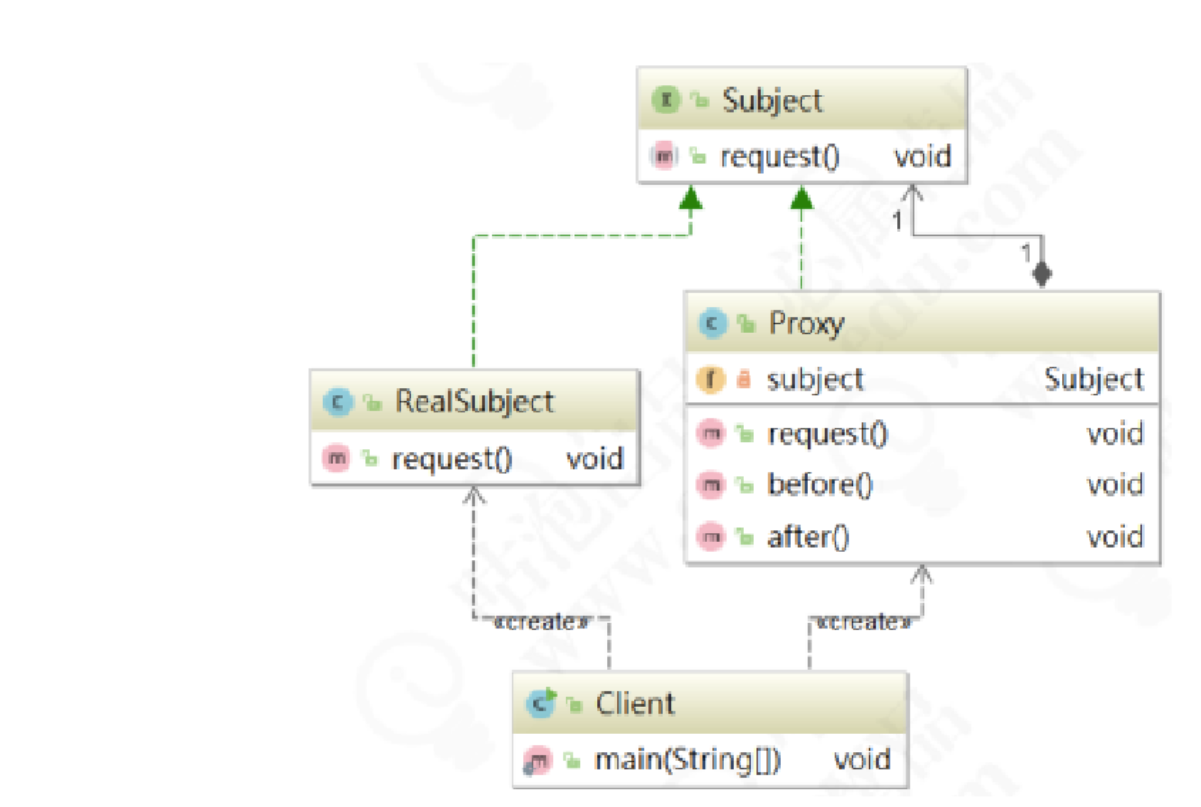 Subject
request() void
1
1
Proxy
subject Subject
request() void
before() void
after() void
RealSubject
request() void
«create»
«create»
Client
main(String[]) void